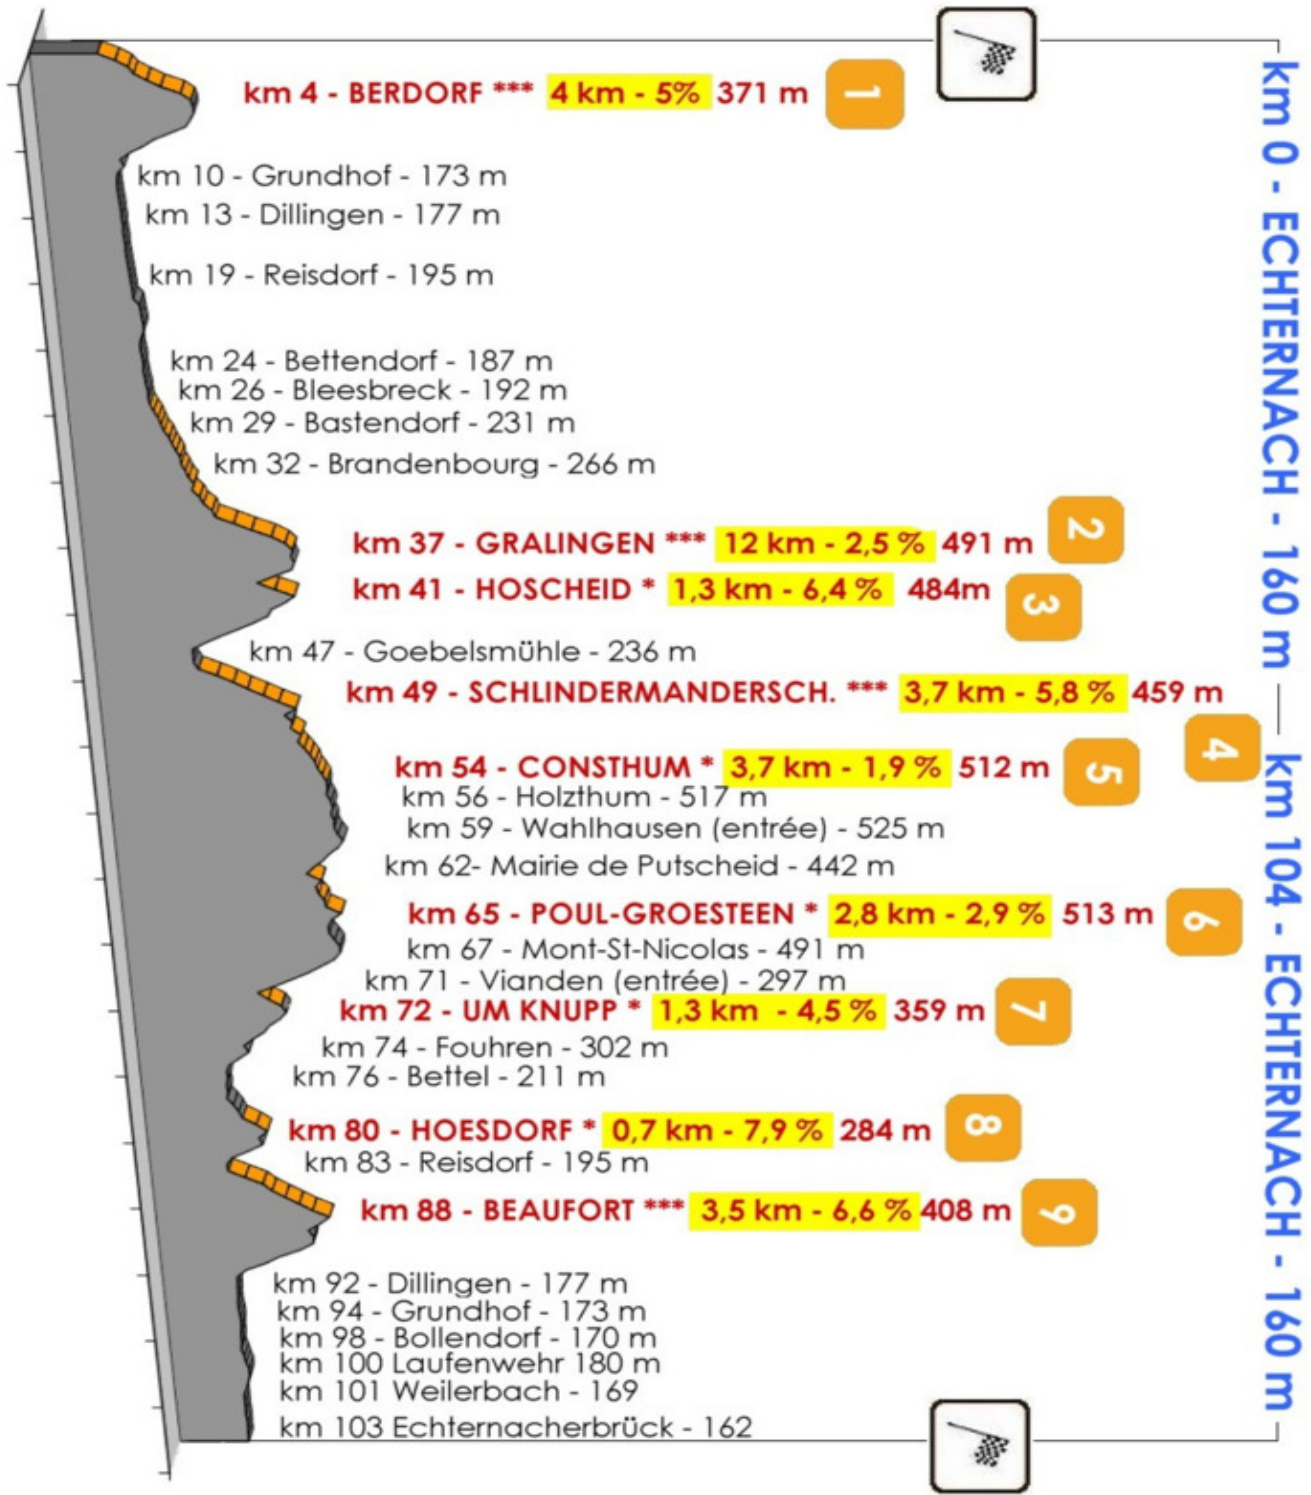 km 4 - BERDORF *** 4 km - 5% 371 m 1
km 10 - Grundhof - 173 m
km 13 - Dillingen - 177 m
km 19 - Reisdorf - 195 m
km 24 - Bettendorf - 187 m
km 26 - Bleesbreck - 192 m
km 29 - Bastendorf - 231 m
km 32 - Brandenbourg - 266 m
km 37 - GRALINGEN *** 12 km - 2,5 % 491 m 2
km 41 - HOSCHEID * 1,3 km - 6,4 % 484m 3
km 47 - Goebelsmühle - 236 m
km 49 - SCHLINDERMANDERSCH. *** 3,7 km - 5,8 % 459 m 4
km 54 - CONSTHUM * 3,7 km - 1,9 % 512 m 5
km 56 - Holzthum - 517 m
km 59 - Wahlhausen (entrée) - 525 m
km 62- Mairie de Putscheid - 442 m
km 65 - POUL-GROESTEEN * 2,8 km - 2,9 % 513 m 6
km 67 - Mont-St-Nicolas - 491 m
km 71 - Vianden (entrée) - 297 m
km 72 - UM KNUPP * 1,3 km - 4,5 % 359 m 7
km 74 - Fouhren - 302 m
km 76 - Bettel - 211 m
km 80 - HOESDORF * 0,7 km - 7,9 % 284 m 8
km 83 - Reisdorf - 195 m
km 88 - BEAUFORT *** 3,5 km - 6,6 % 408 m 9
km 92 - Dillingen - 177 m
km 94 - Grundhof - 173 m
km 98 - Bollendorf - 170 m
km 100 Laufenwehr 180 m
km 101 Weilerbach - 169
km 103 Echternacherbrück - 162
km 0 - ECHTERNACH - 160 m — km 104 - ECHTERNACH - 160 m